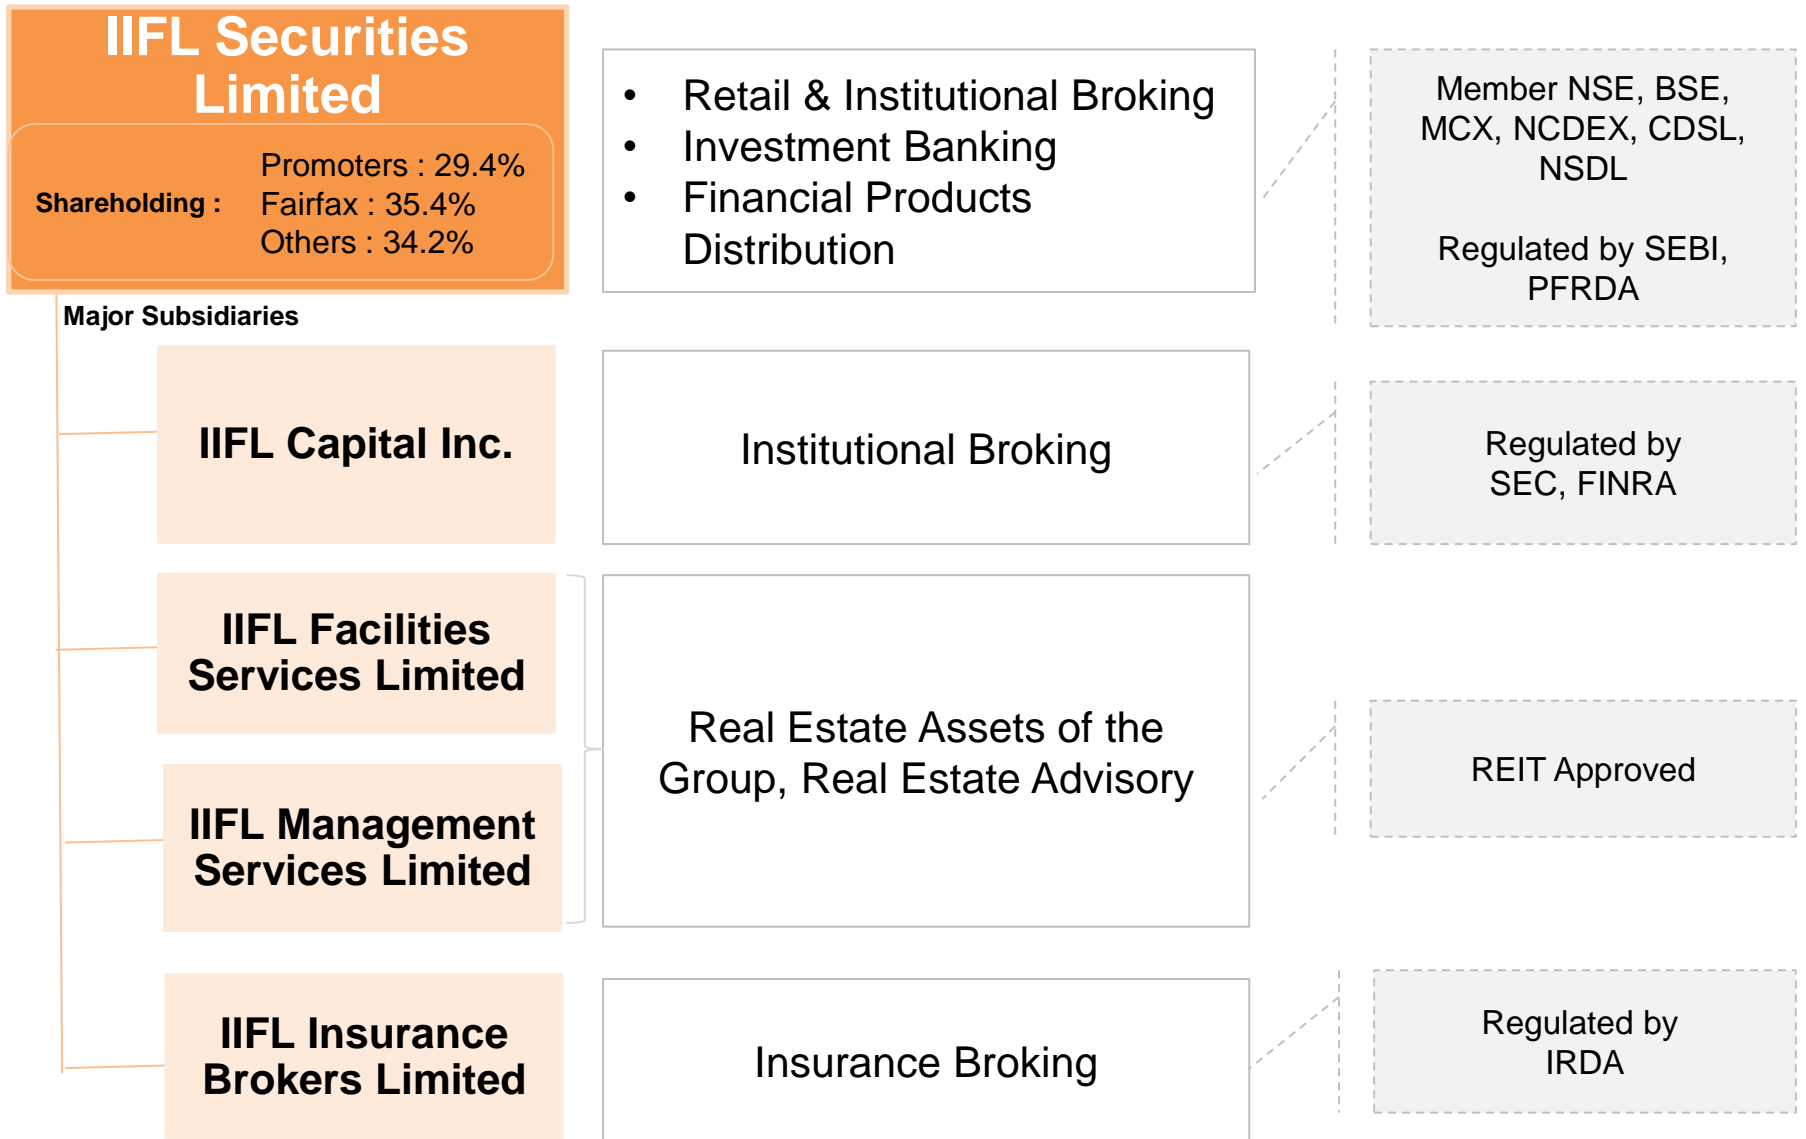 IIFL Securities
Limited
Shareholding :
Promoters : 29.4%
Fairfax : 35.4%
Others : 34.2%
• Retail & Institutional Broking
• Investment Banking
• Financial Products
Distribution
Member NSE, BSE,
MCX, NCDEX, CDSL,
NSDL
Regulated by SEBI,
PFRDA
Major Subsidiaries
IIFL Capital Inc.
Institutional Broking
Regulated by
SEC, FINRA
IIFL Facilities
Services Limited
IIFL Management
Services Limited
Real Estate Assets of the
Group, Real Estate Advisory
REIT Approved
IIFL Insurance
Brokers Limited
Insurance Broking
Regulated by
IRDA